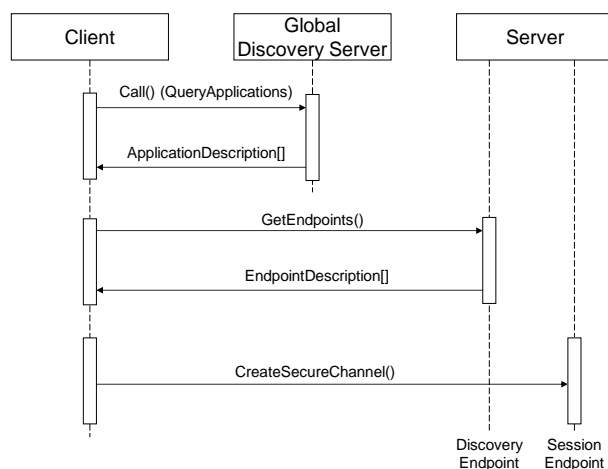 Client
Global
Discovery Server
Server
Call() (QueryApplications)
ApplicationDescription[]
GetEndpoints()
EndpointDescription[]
CreateSecureChannel()
Discovery
Endpoint
Session
Endpoint